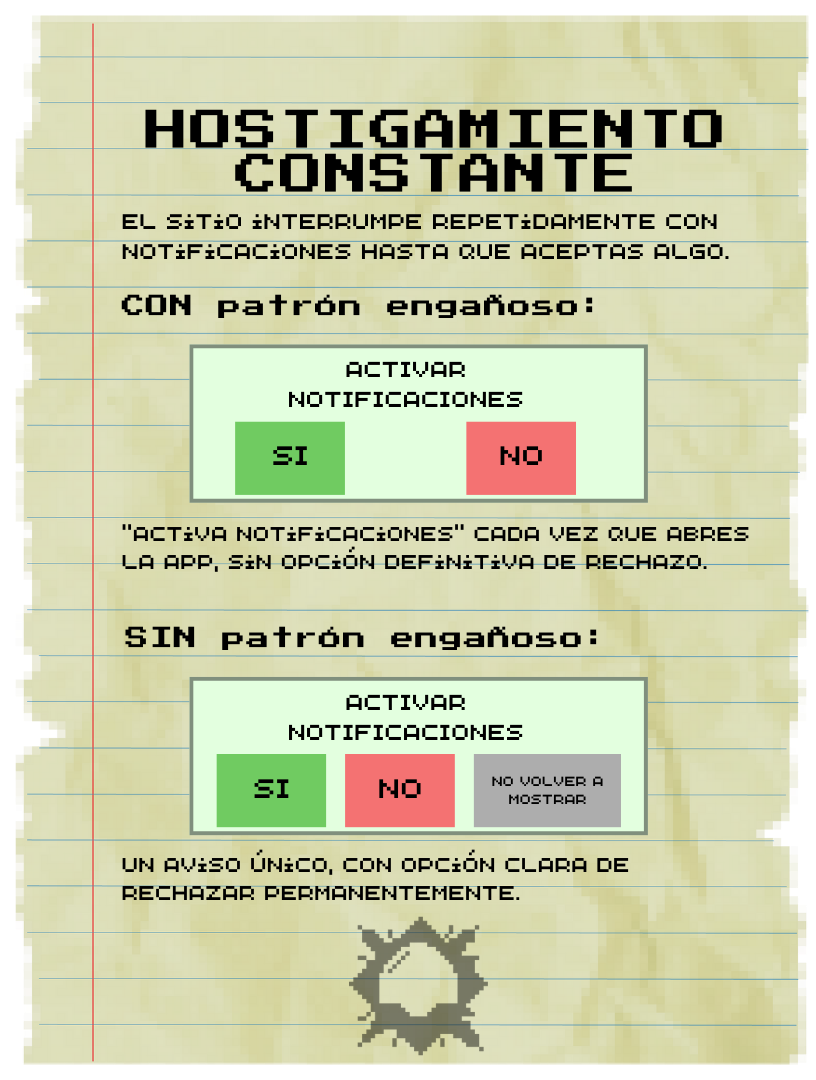 HOSTIGAMIENTO
CONSTANTE
EL SiTiO iNTERRUMPE REPETiDAMENTE CON
NOTiFiCACiONES HASTA QUE ACEPTAS ALGO.
CON patrón engañoso:
ACTIVAR
NOTIFICACIONES
SI
NO
"ACTiVA NOTiFiCACiONES" CADA VEZ QUE ABRES
LA APP, SiN OPCiÓN DEFiNiTiVA DE RECHAZO.
SIN patrón engañoso:
ACTIVAR
NOTIFICACIONES
SI
NO
NO VOLVER A
MOSTRAR
UN AViSO ÚNiCO, CON OPCiÓN CLARA DE
RECHAZAR PERMANENTEMENTE.